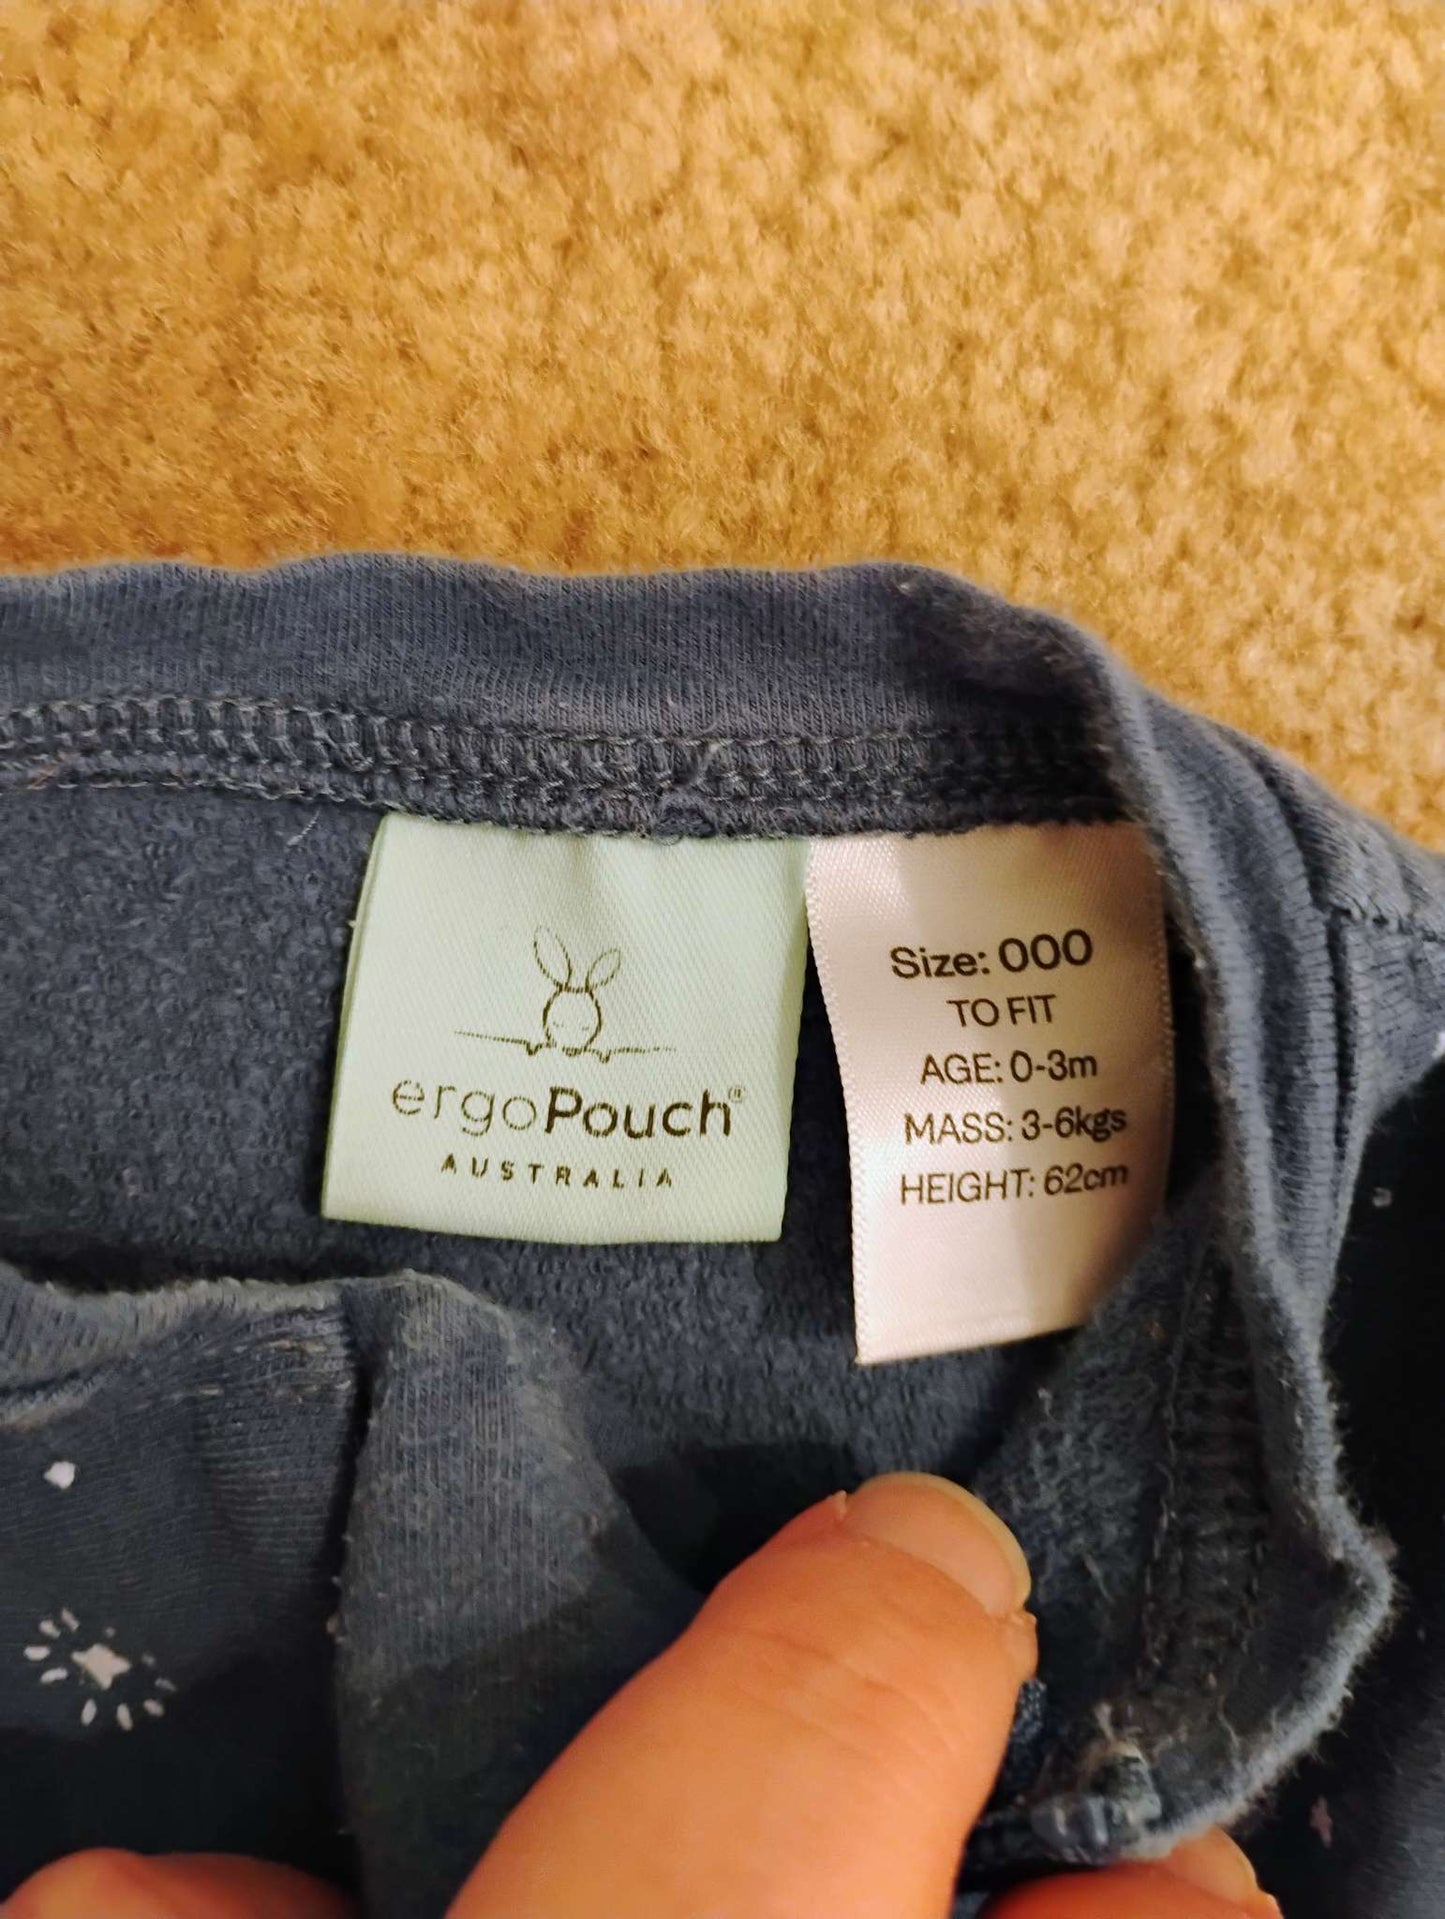 ergoPouch®
AUSTRALIA
Size: 000
TO FIT
AGE: 0-3m
MASS: 3-6kgs
HEIGHT: 62cm